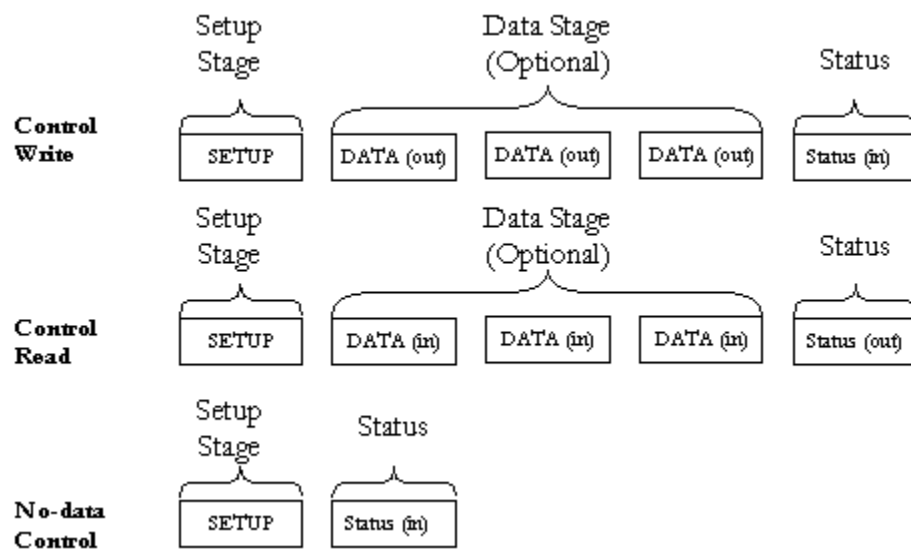 Setup
Stage
Data Stage
(Optional)
Status
Control
Write
SETUP
DATA (out)
DATA (out)
DATA (out)
Status (in)
Setup
Stage
Data Stage
(Optional)
Status
Control
Read
SETUP
DATA (in)
DATA (in)
DATA (in)
Status (out)
Setup
Stage
Status
No-data
Control
SETUP
Status (in)